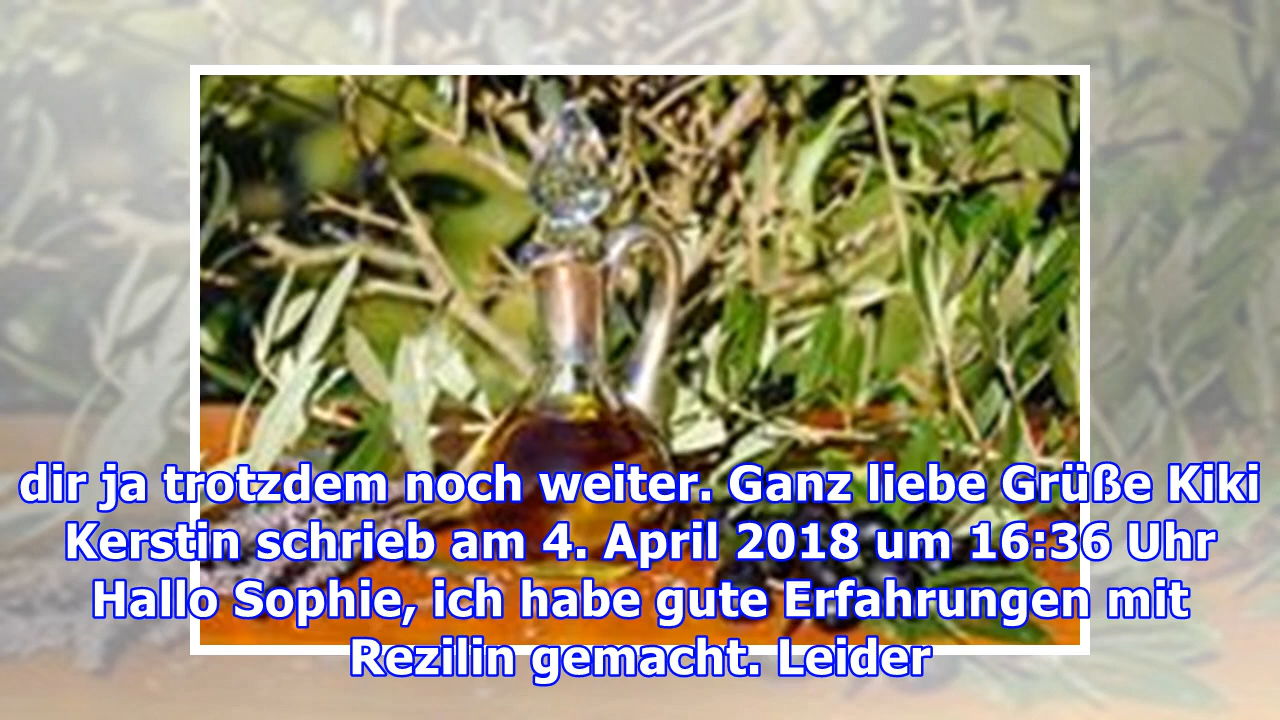 dir ja trotzdem noch weiter. Ganz liebe Grüße Kiki
Kerstin schrieb am 4. April 2018 um 16:36 Uhr
Hallo Sophie, ich habe gute Erfahrungen mit
Rezilin gemacht. Leider